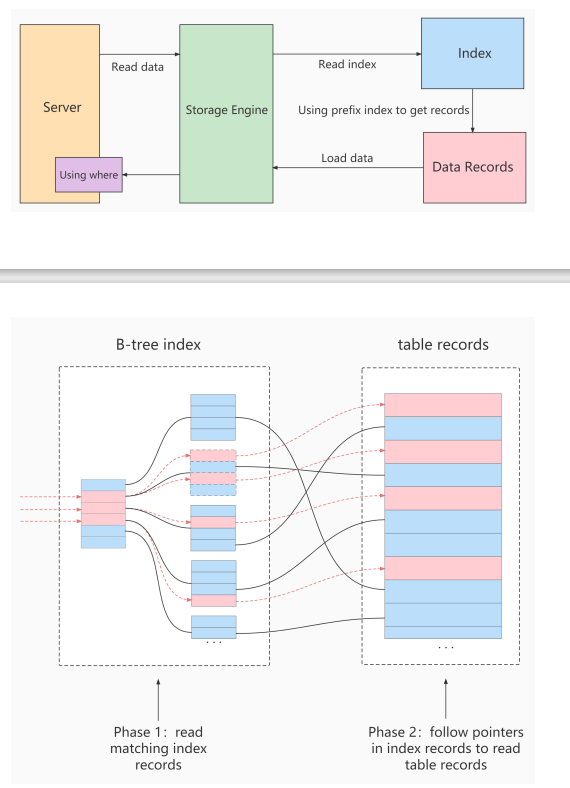 Server
Read data
Storage Engine
Using where
Read index
Index
Using prefix index to get records
Load data
Data Records
B-tree index
table records
...
...
Phase 1: read
matching index
records
Phase 2: follow pointers
in index records to read
table records